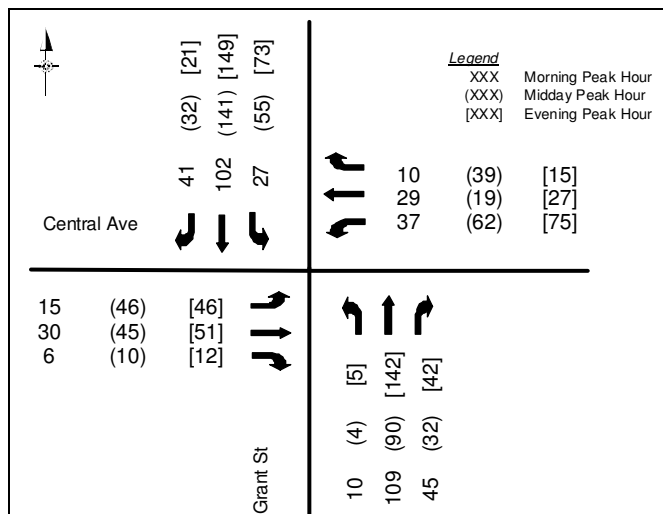 Legend
XXX Morning Peak Hour
(XXX) Midday Peak Hour
[XXX] Evening Peak Hour
41 (32) [21]
102 (141) [149]
27 (55) [73]
10 (39) [15]
29 (19) [27]
37 (62) [75]
Central Ave
15 (46) [46]
30 (45) [51]
6 (10) [12]
Grant St
10 (4) [5]
109 (90) [142]
45 (32) [42]